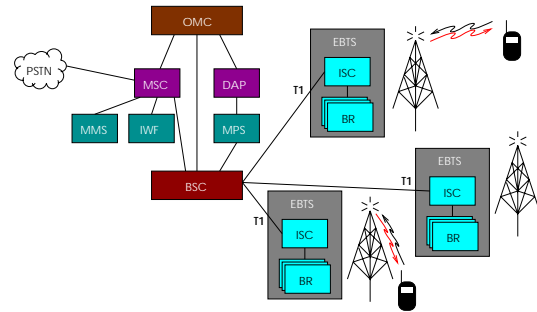 OMC
EBTS
PSTN
MSC
DAP
ISC
T1
BR
MMS
IWF
MPS
EBTS
BSC
T1
ISC
EBTS
T1
ISC
BR
BR